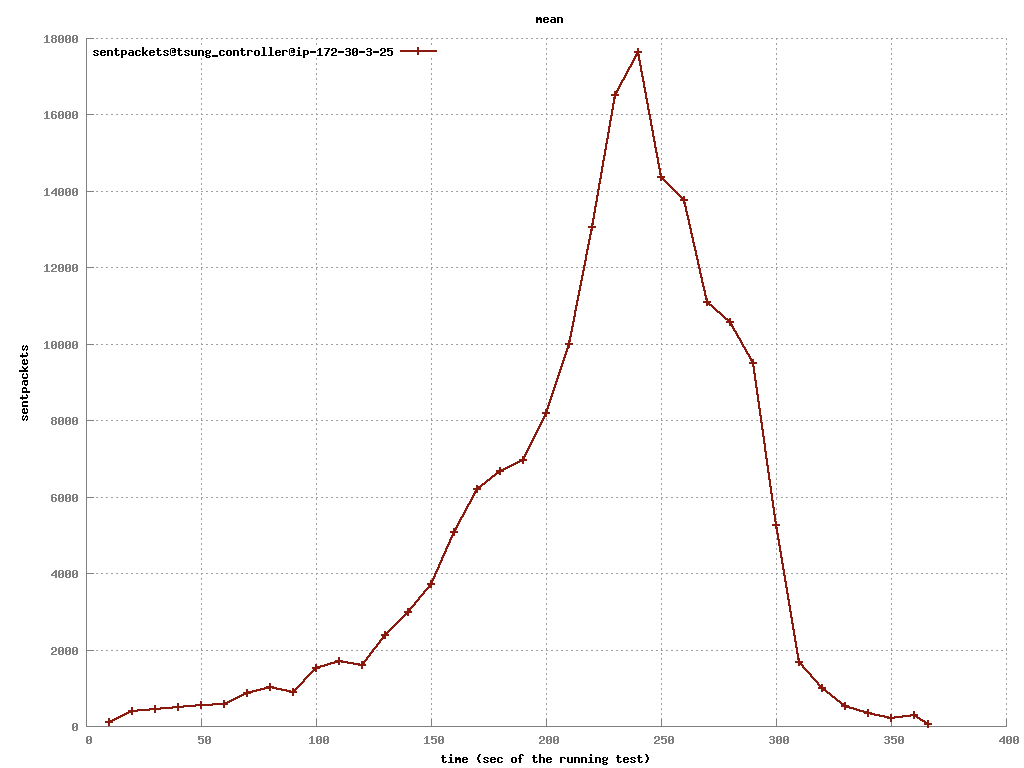 mean
sentpackets@tsung_controller@ip-172-30-3-25
18000
16000
14000
12000
10000
8000
6000
4000
2000
0
sentpackets
0 50 100 150 200 250 300 350 400
time (sec of the running test)